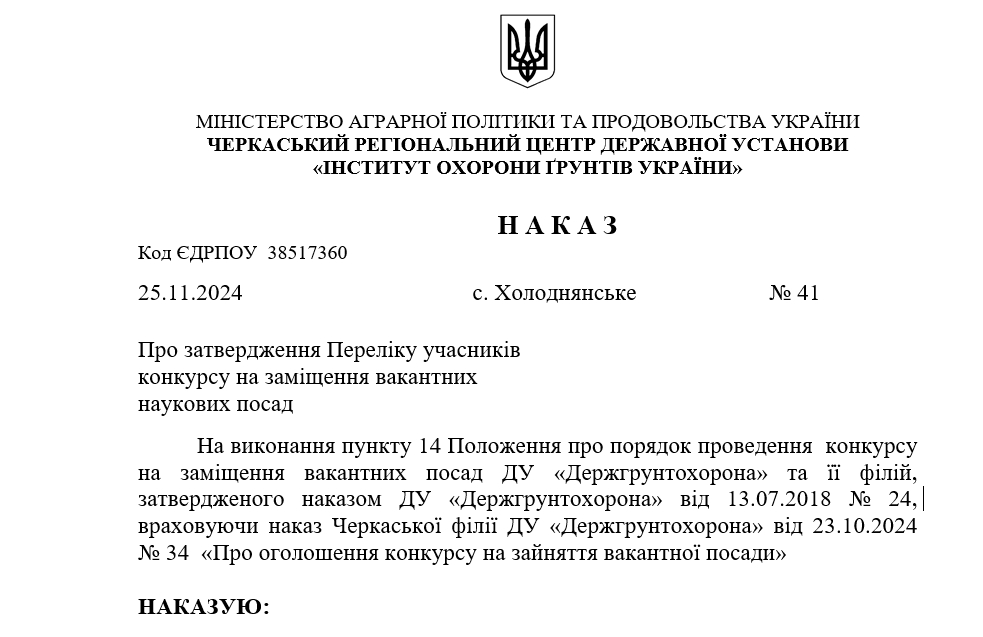 МІНІСТЕРСТВО АГРАРНОЇ ПОЛІТИКИ ТА ПРОДОВОЛЬСТВА УКРАЇНИ
ЧЕРКАСЬКИЙ РЕГІОНАЛЬНИЙ ЦЕНТР ДЕРЖАВНОЇ УСТАНОВИ
«ІНСТИТУТ ОХОРОНИ ҐРУНТІВ УКРАЇНИ»
Н А К А З
Код ЄДРПОУ 38517360
25.11.2024 с. Холоднянське № 41
Про затвердження Переліку учасників
конкурсу на заміщення вакантних
наукових посад
На виконання пункту 14 Положення про порядок проведення конкурсу
на заміщення вакантних посад ДУ «Держгрунтохорона» та її філій,
затвердженого наказом ДУ «Держгрунтохорона» від 13.07.2018 № 24,
враховуючи наказ Черкаської філії ДУ «Держгрунтохорона» від 23.10.2024
№ 34 «Про оголошення конкурсу на зайняття вакантної посади»
НАКАЗУЮ: